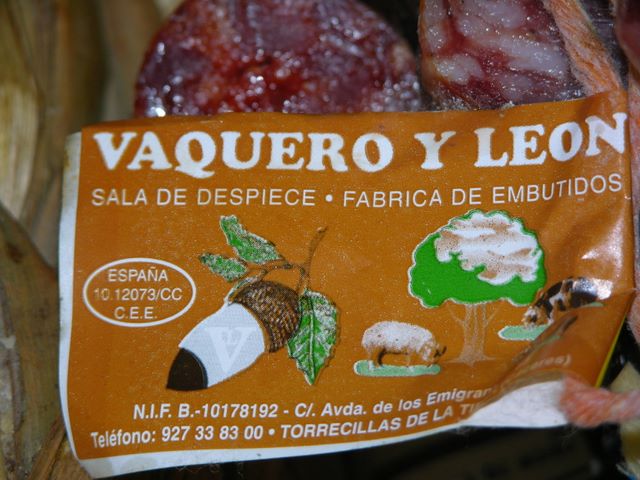 VAQUERO Y LEON
SALA DE DESPIECE • FABRICA DE EMBUTIDOS
ESPAÑA
10.12073/CC
C.E.E.
V
N.I.F. B.-10178192 - C/. Avda. de los
Teléfono: 927 33 83 00 • TORRECILLAS DE LA